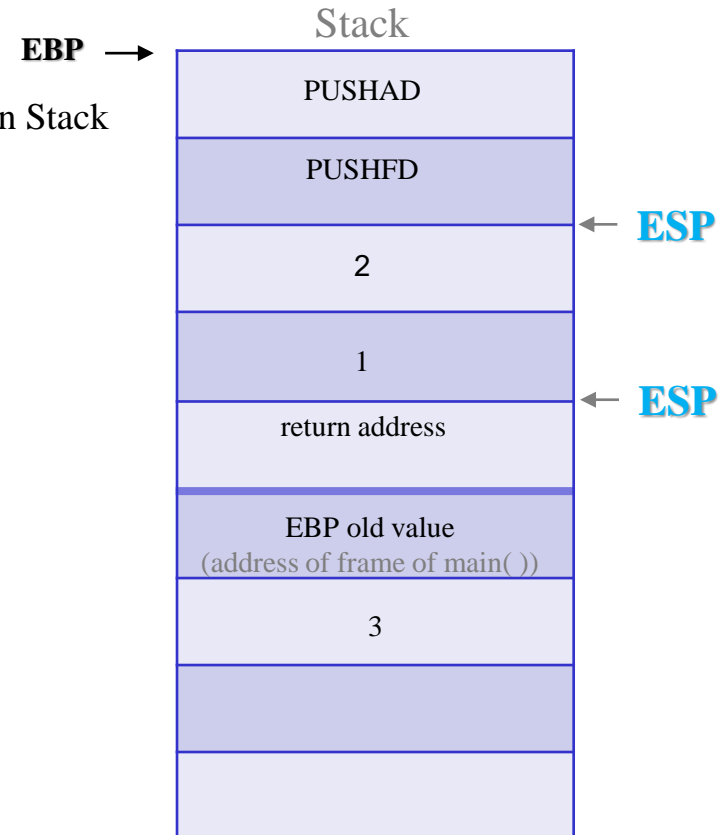 Stack
EBP
n Stack
PUSHAD
PUSHFD
ESP
2
1
ESP
return address
EBP old value
(address of frame of main( ))
3